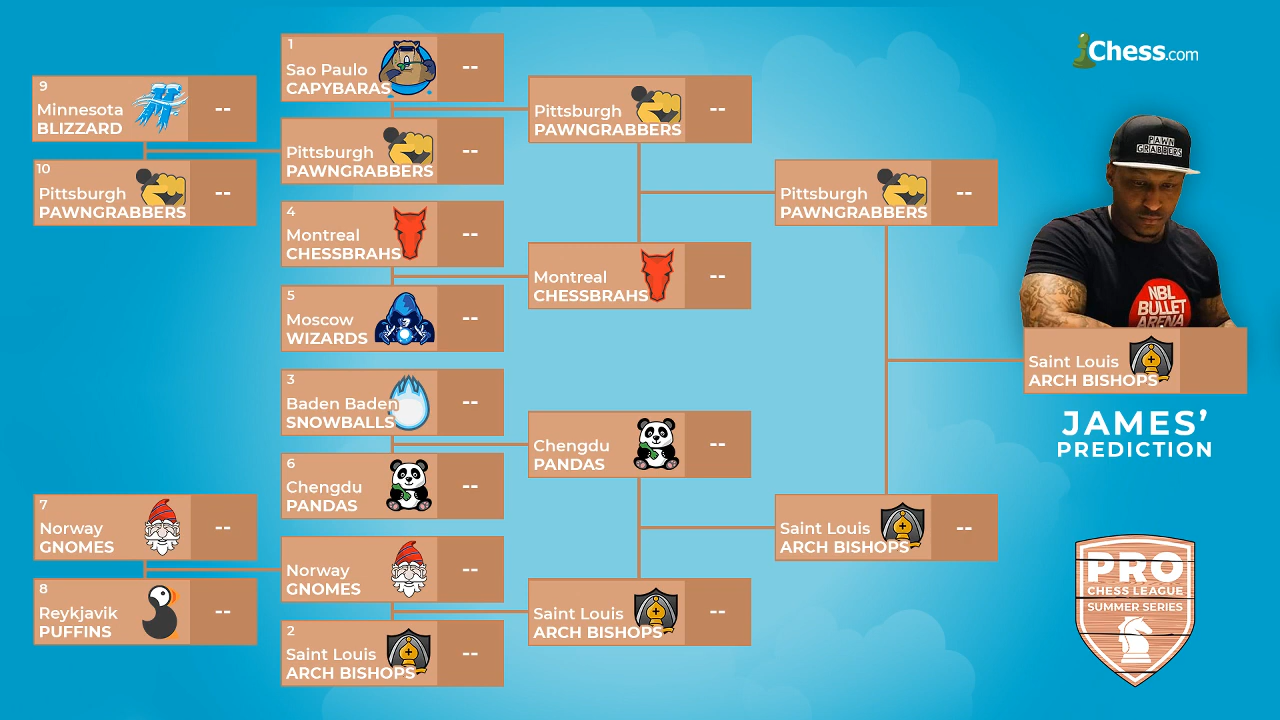 Chess.com
9
Minnesota
BLIZZARD
--
10
Pittsburgh
PAWNGRABBERS
--
7
Norway
GNOMES
--
8
Reykjavik
PUFFINS
--
1
Sao Paulo
CAPYBARAS
--
Pittsburgh
PAWNGRABBERS
--
4
Montreal
CHESSBRAHS
--
5
Moscow
WIZARDS
--
3
Baden Baden
SNOWBALLS
--
6
Chengdu
PANDAS
--
Norway
GNOMES
--
2
Saint Louis
ARCH BISHOPS
--
Pittsburgh
PAWNGRABBERS
--
Montreal
CHESSBRAHS
--
Chengdu
PANDAS
--
Saint Louis
ARCH BISHOPS
--
Pittsburgh
PAWNGRABBERS
--
Saint Louis
ARCH BISHOPS
--
PAWN
GRABBERS
NBL
BULLET
ARENA
Saint Louis
ARCH BISHOPS
JAMES’
PREDICTION
PRO
CHESS LEAGUE
SUMMER SERIES